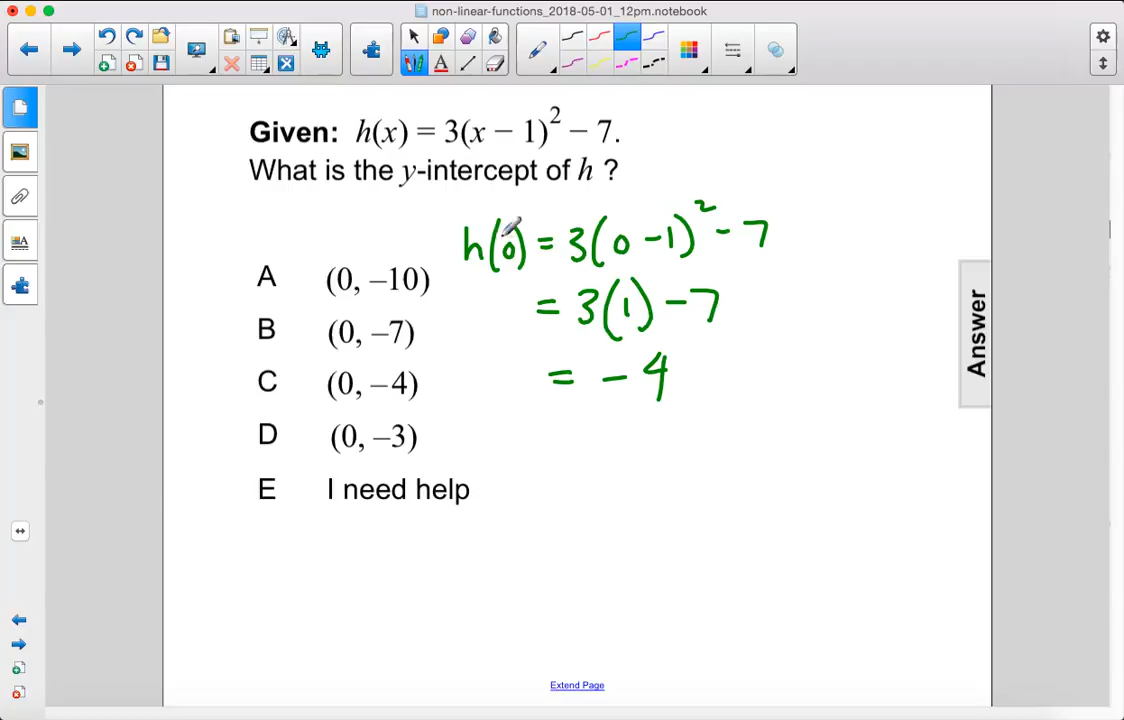 non-linear-functions_2018-05-01_12pm.notebook
Given: h(x) = 3(x − 1)² − 7.
What is the y-intercept of h ?
h(0) = 3(0 − 1)² − 7
= 3(1) − 7
= − 4
A (0, –10)
B (0, –7)
C (0, –4)
D (0, –3)
E I need help
Answer
Extend Page